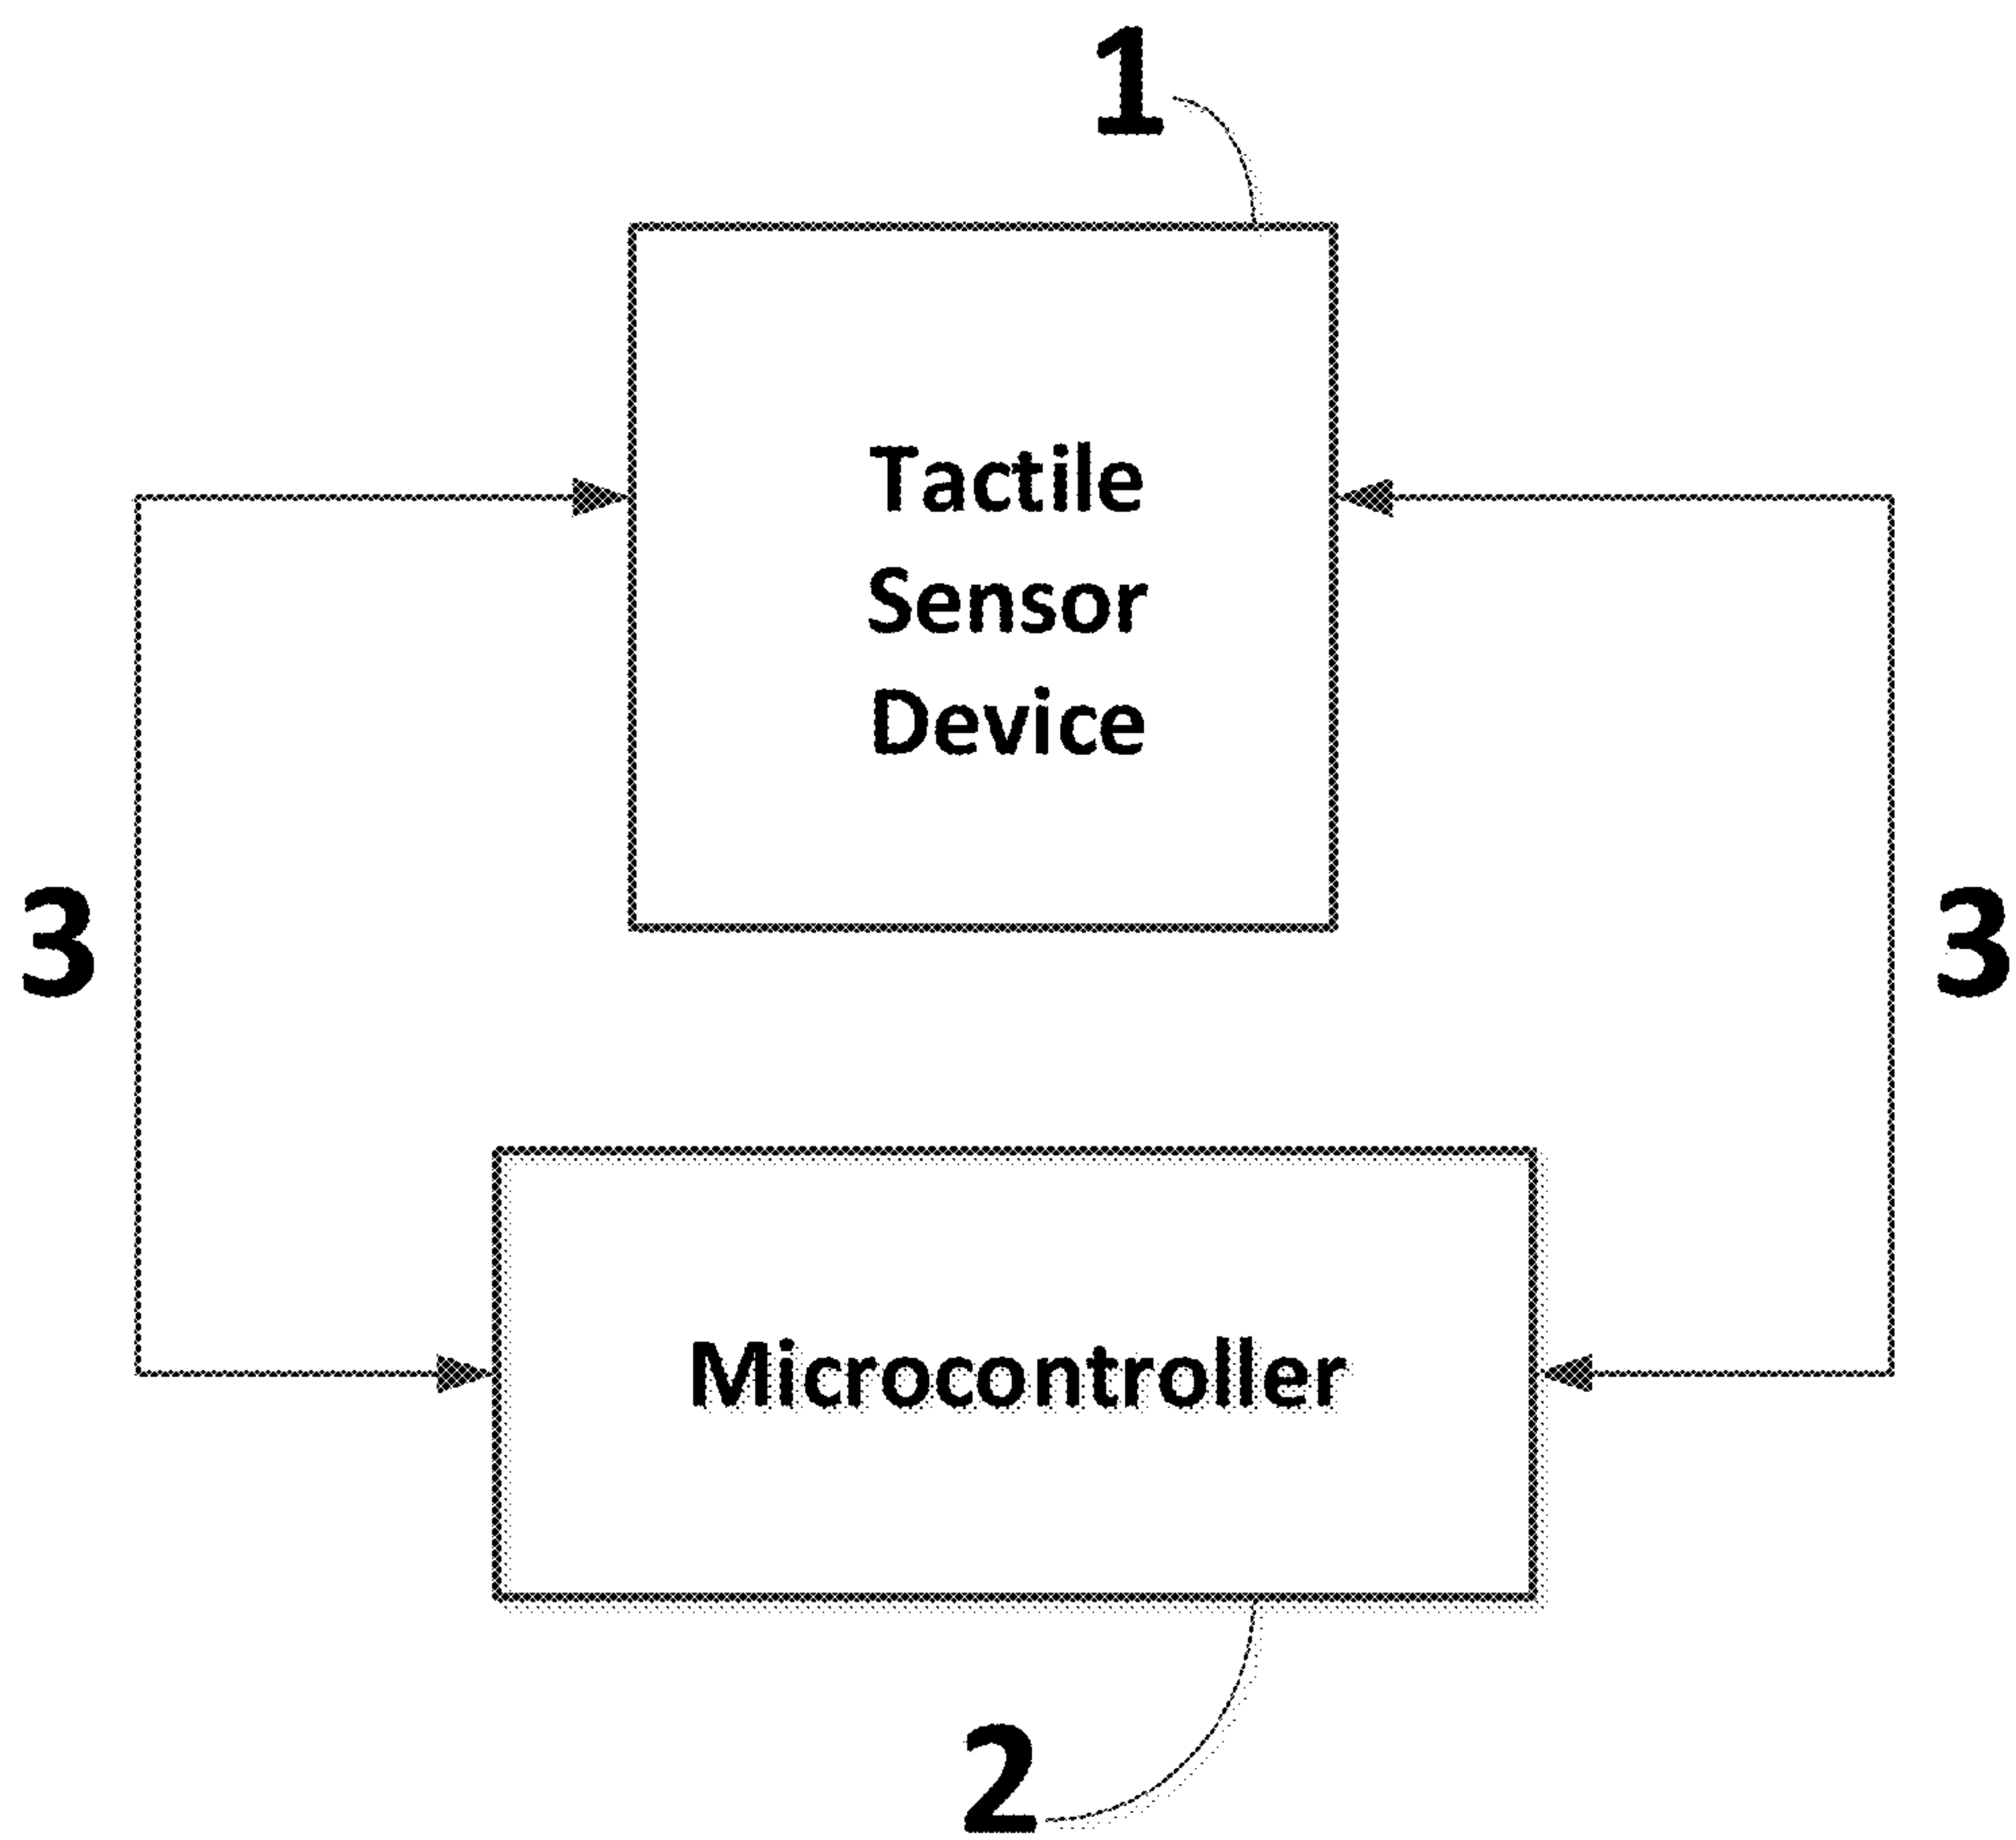 1
Tactile
Sensor
Device
3
3
Microcontroller
2